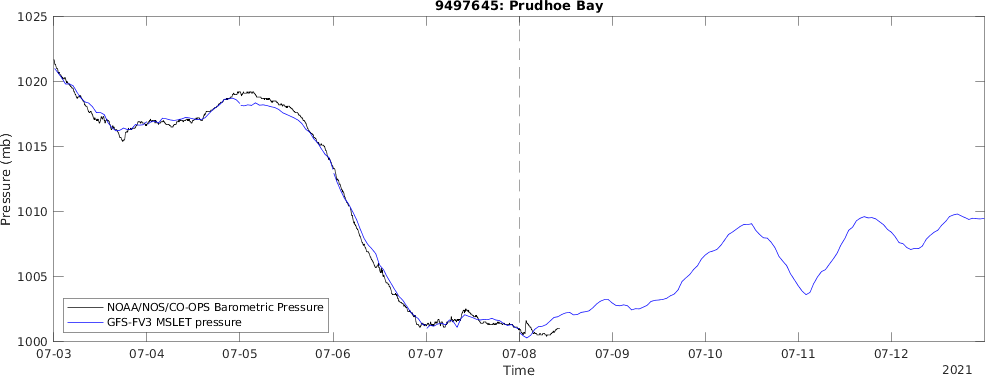 9497645: Prudhoe Bay
Pressure (mb)
1025
1020
1015
1010
1005
1000
NOAA/NOS/CO-OPS Barometric Pressure
GFS-FV3 MSLET pressure
07-03 07-04 07-05 07-06 07-07 07-08 07-09 07-10 07-11 07-12
Time
2021